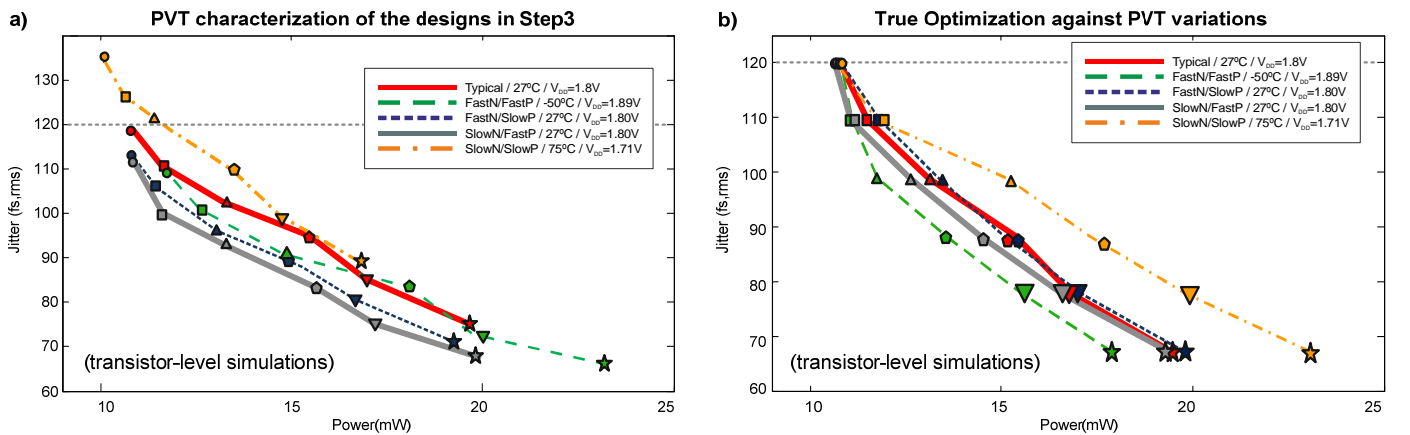 a)
PVT characterization of the designs in Step3
Jitter (fs,rms)
130
120
110
100
90
80
70
60
Typical / 27ºC / VDD=1.8V
FastN/FastP / -50ºC / VDD=1.89V
FastN/SlowP / 27ºC / VDD=1.80V
SlowN/FastP / 27ºC / VDD=1.80V
SlowN/SlowP / 75ºC / VDD=1.71V
(transistor-level simulations)
10 15 20 25
Power(mW)
b)
True Optimization against PVT variations
Jitter (fs,rms)
120
110
100
90
80
70
60
Typical / 27ºC / VDD=1.8V
FastN/FastP / -50ºC / VDD=1.89V
FastN/SlowP / 27ºC / VDD=1.80V
SlowN/FastP / 27ºC / VDD=1.80V
SlowN/SlowP / 75ºC / VDD=1.71V
(transistor-level simulations)
10 15 20 25
Power(mW)